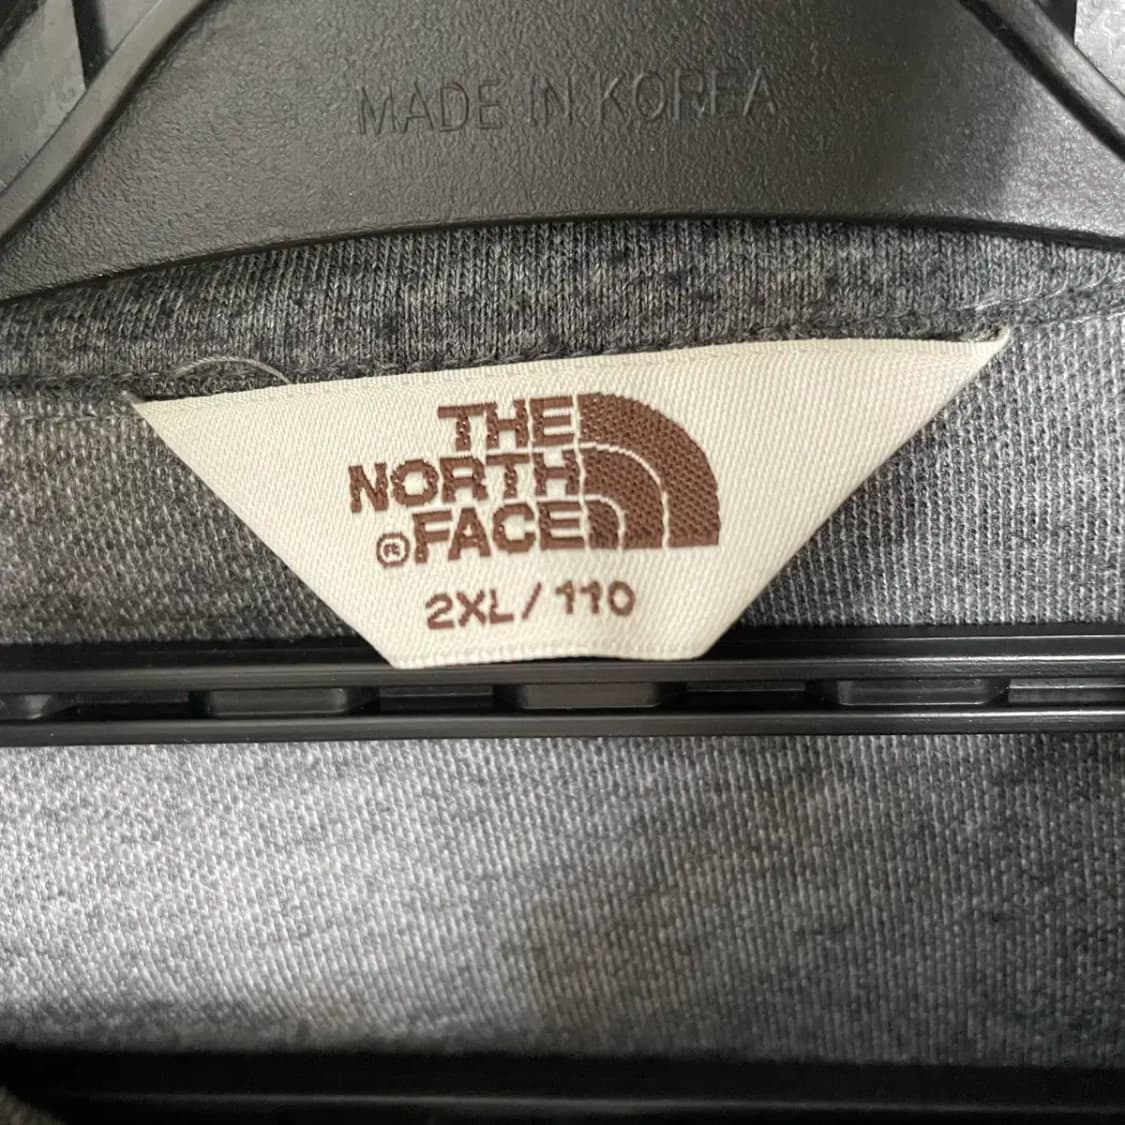 MADE IN KOREA
THE
NORTH
®FACE
2XL/110